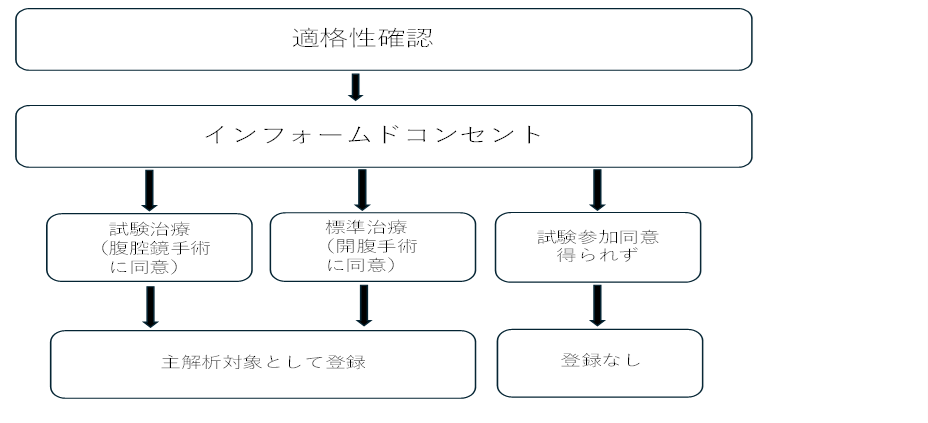 適格性確認
インフォームドコンセント
試験治療
（腹腔鏡手術
に同意）
標準治療
（開腹手術
に同意）
試験参加同意
得られず
主解析対象として登録
登録なし